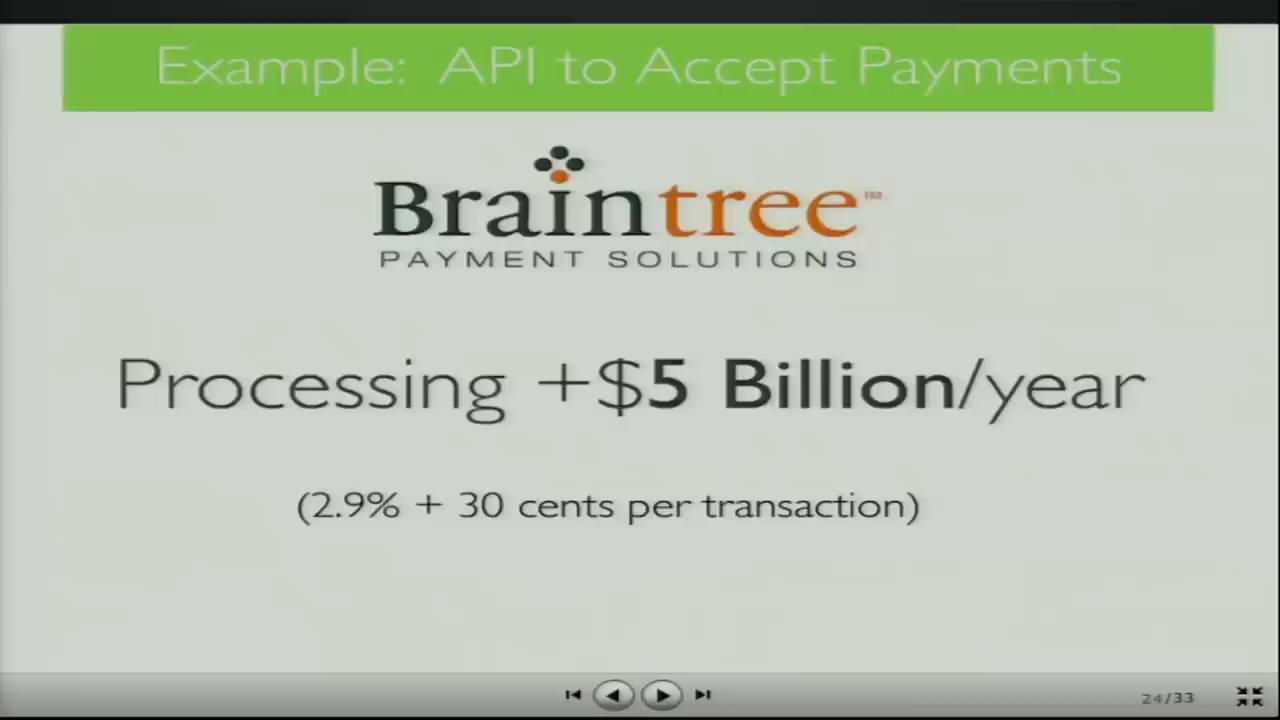 Example: API to Accept Payments
Braintree™
PAYMENT SOLUTIONS
Processing +$5 Billion/year
(2.9% + 30 cents per transaction)
24/33